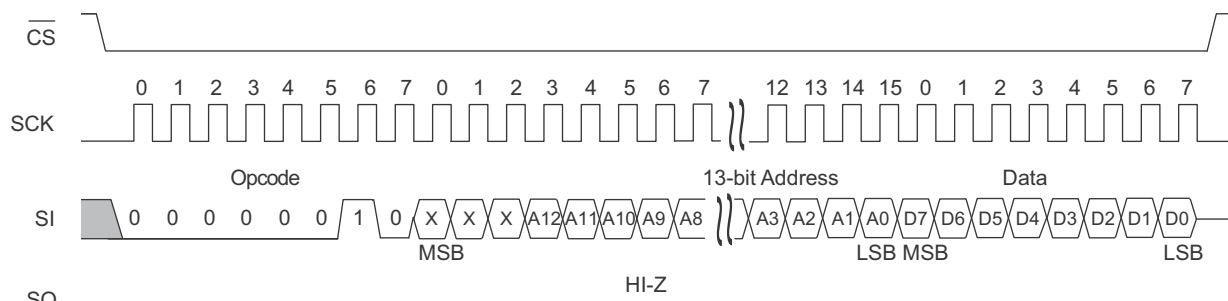 CS
0 1 2 3 4 5 6 7 0 1 2 3 4 5 6 7 12 13 14 15 0 1 2 3 4 5 6 7
SCK
Opcode 13-bit Address Data
SI 0 0 0 0 0 0 1 0 X X X A12 A11 A10 A9 A8 A3 A2 A1 A0 D7 D6 D5 D4 D3 D2 D1 D0
MSB LSB MSB LSB
HI-Z
SO